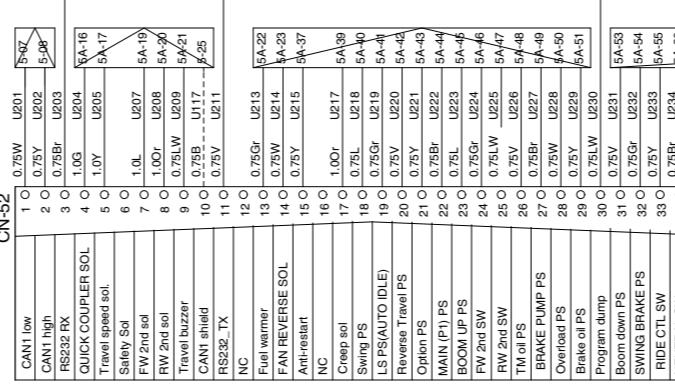 CN-52
CAN1 low 1 0.75W U201 5-07
CAN1 high 2 0.75Y U202 5-08
RS232 RX 3 0.75Br U203
QUICK COUPLER SOL 4 1.0G U204 5A-16
Travel speed sol. 5 1.0Y U205 5A-17
Safety Sol 6
FW 2nd sol 7 1.0L U207 5A-19
RW 2nd sol 8 1.0Or U208 5A-20
Travel buzzer 9 0.75LW U209 5A-21
CAN1 shield 10 0.75B U117 5-25
RS232_TX 11 0.75V U211
NC 12
Fuel warmer 13 0.75Gr U213 5A-22
FAN REVERSE SOL 14 0.75W U214 5A-23
Anti-restart 15 0.75Y U215 5A-37
NC 16
Creep sol 17 1.0Or U217 5A-39
Swing PS 18 0.75L U218 5A-40
LS PS(AUTO IDLE) 19 0.75Gr U219 5A-41
Reverse Travel PS 20 0.75V U220 5A-42
Option PS 21 0.75Y U221 5A-43
MAIN (P1) PS 22 0.75Br U222 5A-44
BOOM UP PS 23 0.75L U223 5A-45
FW 2nd SW 24 0.75Gr U224 5A-46
RW 2nd SW 25 0.75LW U225 5A-47
TM oil PS 26 0.75V U226 5A-48
BRAKE PUMP PS 27 0.75Br U227 5A-49
Overload PS 28 0.75Or U228 5A-50
Brake oil PS 29 0.75Y U229 5A-51
Program dump 30 0.75LW U230
Boom down PS 31 0.75V U231 5A-53
SWING BRAKE PS 32 0.75Gr U232 5A-54
RIDE CTL SW 33 0.75Y U233 5A-55
0.75Br U234